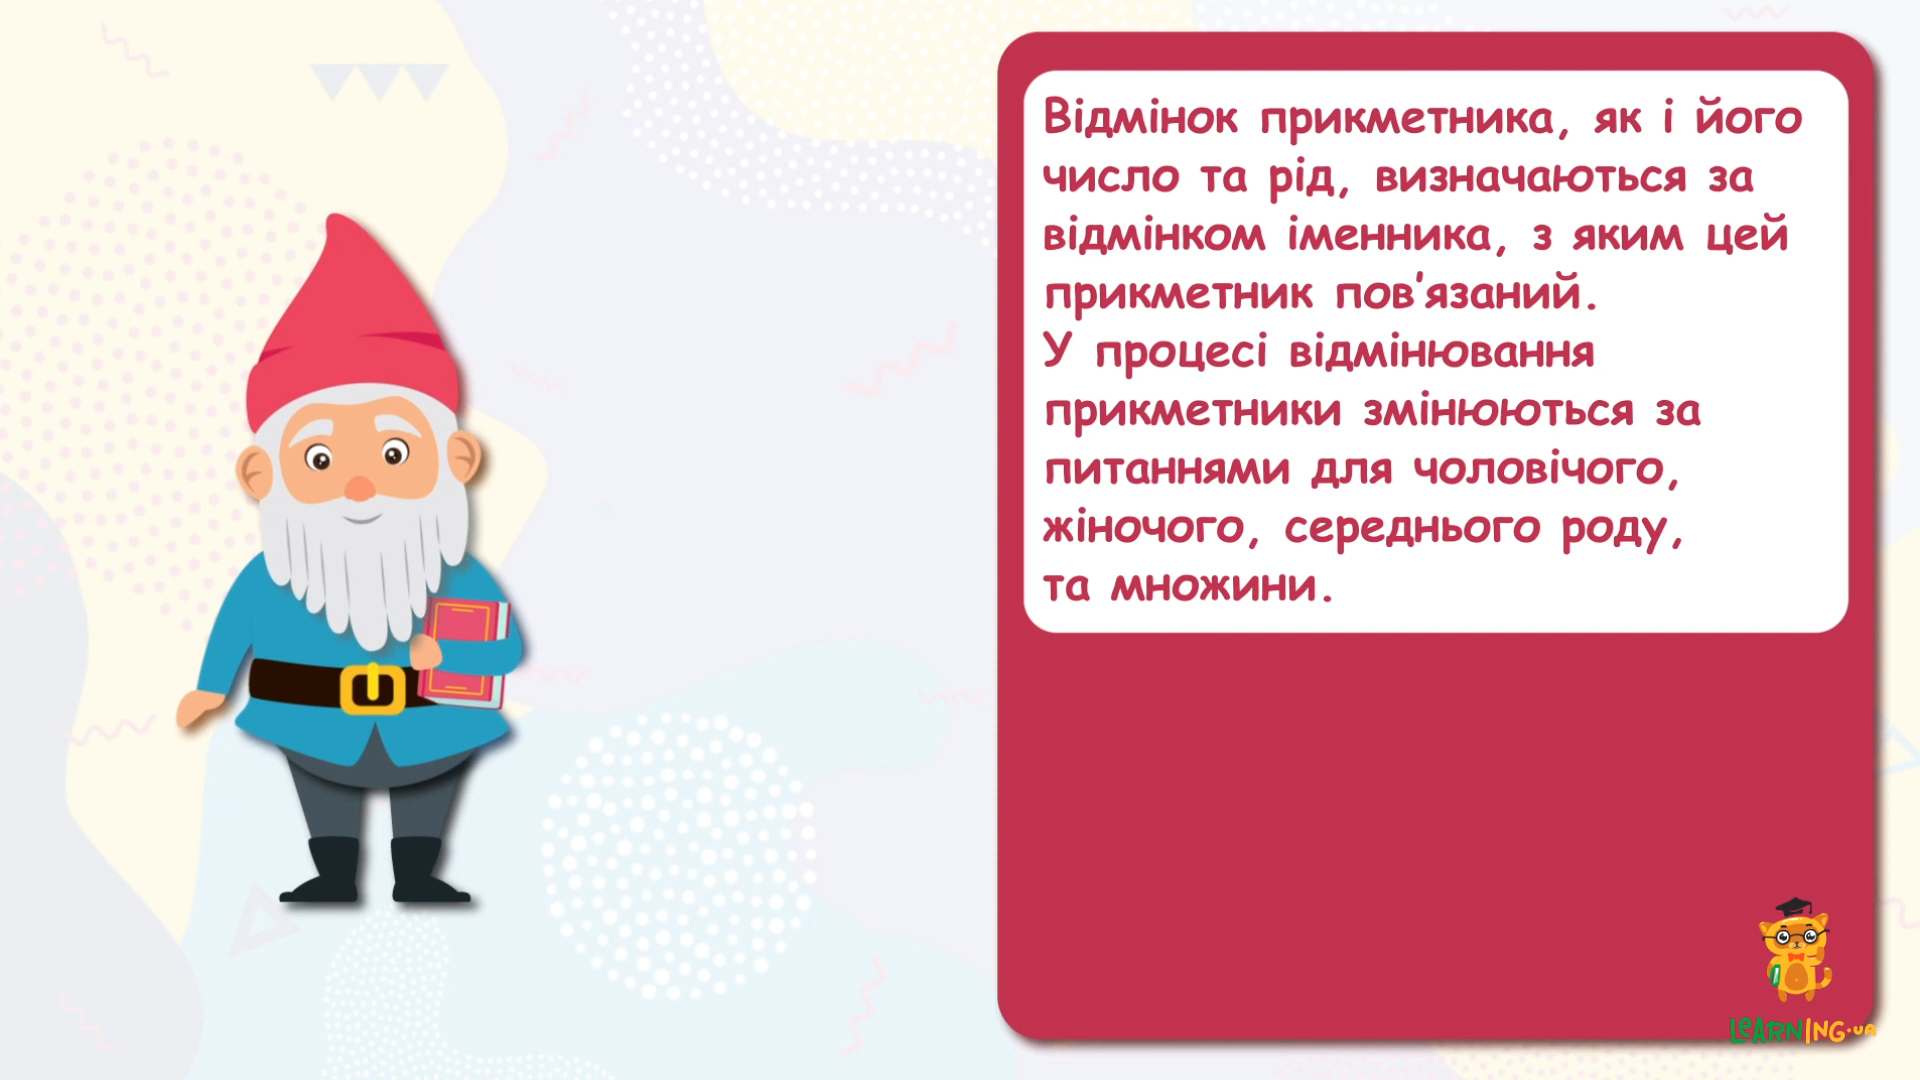 Відмінок прикметника, як і його
число та рід, визначаються за
відмінком іменника, з яким цей
прикметник пов'язаний.
У процесі відмінювання
прикметники змінюються за
питаннями для чоловічого,
жіночого, середнього роду,
та множини.
LEARNING.UA